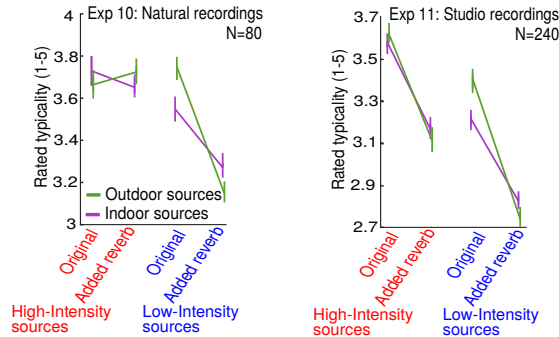 Exp 10: Natural recordings
N=80
Rated typicality (1-5)
4
3.8
3.6
3.4
3.2
3
Outdoor sources
Indoor sources
Original
Added reverb
Original
Added reverb
High-Intensity
sources
Low-Intensity
sources
Exp 11: Studio recordings
N=240
Rated typicality (1-5)
3.7
3.5
3.3
3.1
2.9
2.7
Original
Added reverb
Original
Added reverb
High-Intensity
sources
Low-Intensity
sources